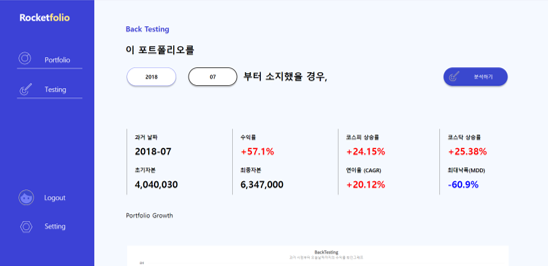 Rocketfolio
Portfolio
Testing
Logout
Setting
Back Testing
이 포트폴리오를
2018 07 부터 소지했을 경우,
분석하기
과거 날짜 수익률 코스피 상승률 코스닥 상승률
2018-07 +57.1% +24.15% +25.38%
초기자본 최종자본 연이율 (CAGR) 최대낙폭(MDD)
4,040,030 6,347,000 +20.12% -60.9%
Portfolio Growth
BackTesting